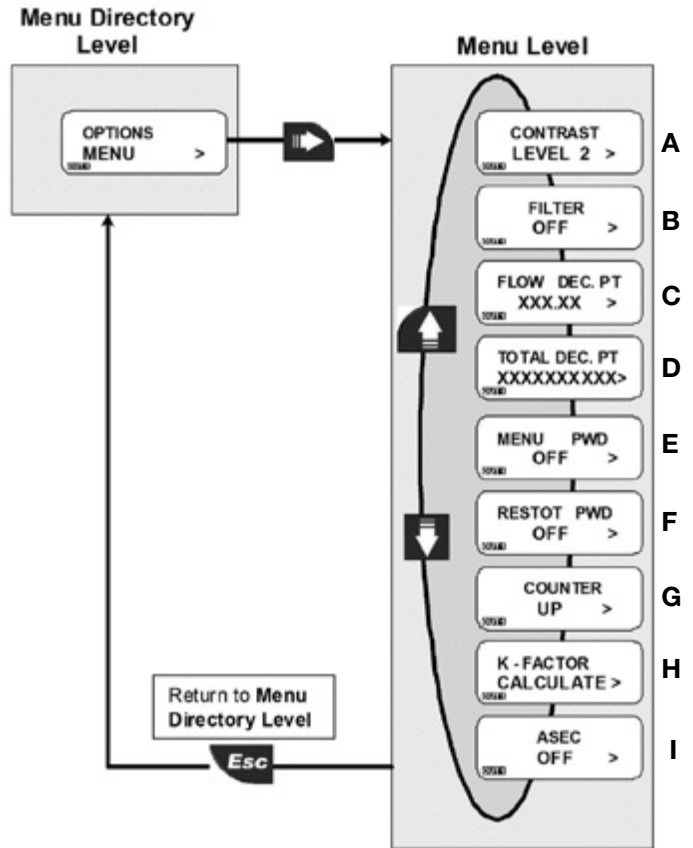 Menu Directory
Level
OPTIONS
MENU >
Menu Level
CONTRAST
LEVEL 2 >
A
FILTER
OFF >
B
FLOW DEC. PT
XXX.XX >
C
TOTAL DEC. PT
XXXXXXXXXX>
D
MENU PWD
OFF >
E
RESTOT PWD
OFF >
F
COUNTER
UP >
G
K - FACTOR
CALCULATE >
H
ASEC
OFF >
I
Return to Menu
Directory Level
Esc